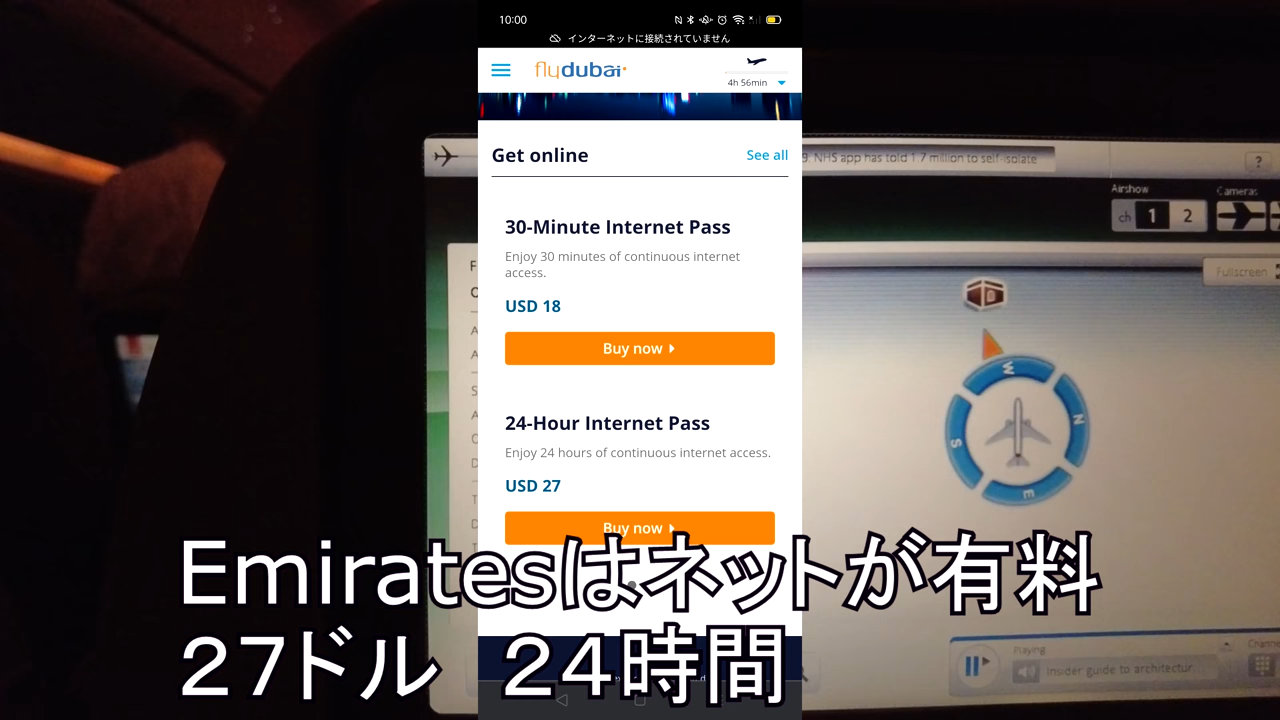 10:00
インターネットに接続されていません
flydubai
4h 56min
Get online
See all
30-Minute Internet Pass
Enjoy 30 minutes of continuous internet
access.
USD 18
Buy now
24-Hour Internet Pass
Enjoy 24 hours of continuous internet access.
USD 27
Buy now
9. NHS app has told 1.7 million to self-isolate
?
Airshow
Cameras
ch 1 2
Fullscreen
W
N
S
E
Playing
Insider guide to architectur...
Emiratesはネットが有料
27ドル 24時間